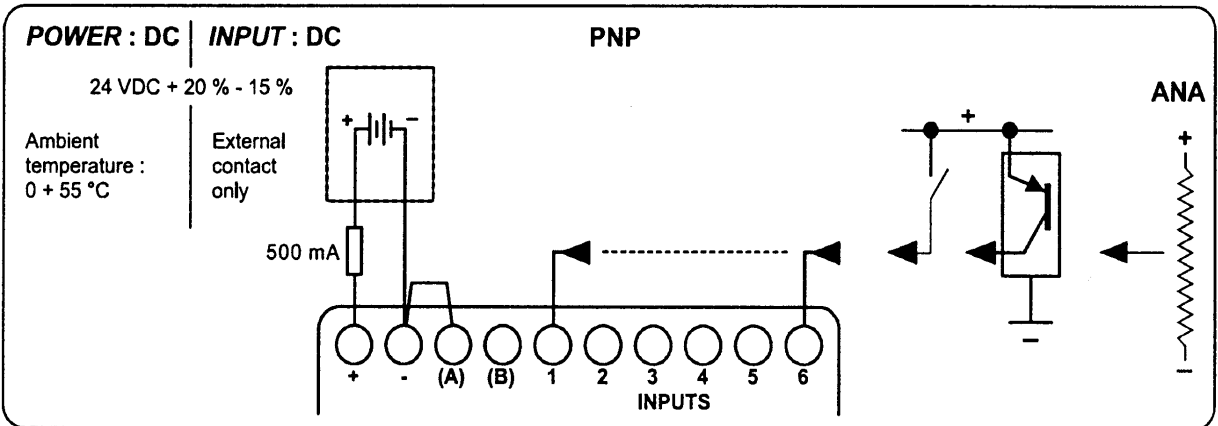 POWER : DC | INPUT : DC
PNP
24 VDC + 20 % - 15 %
ANA
Ambient
temperature :
0 + 55 °C
External
contact
only
+ -
+
+
500 mA
-
-
+ - (A) (B) 1 2 3 4 5 6
INPUTS